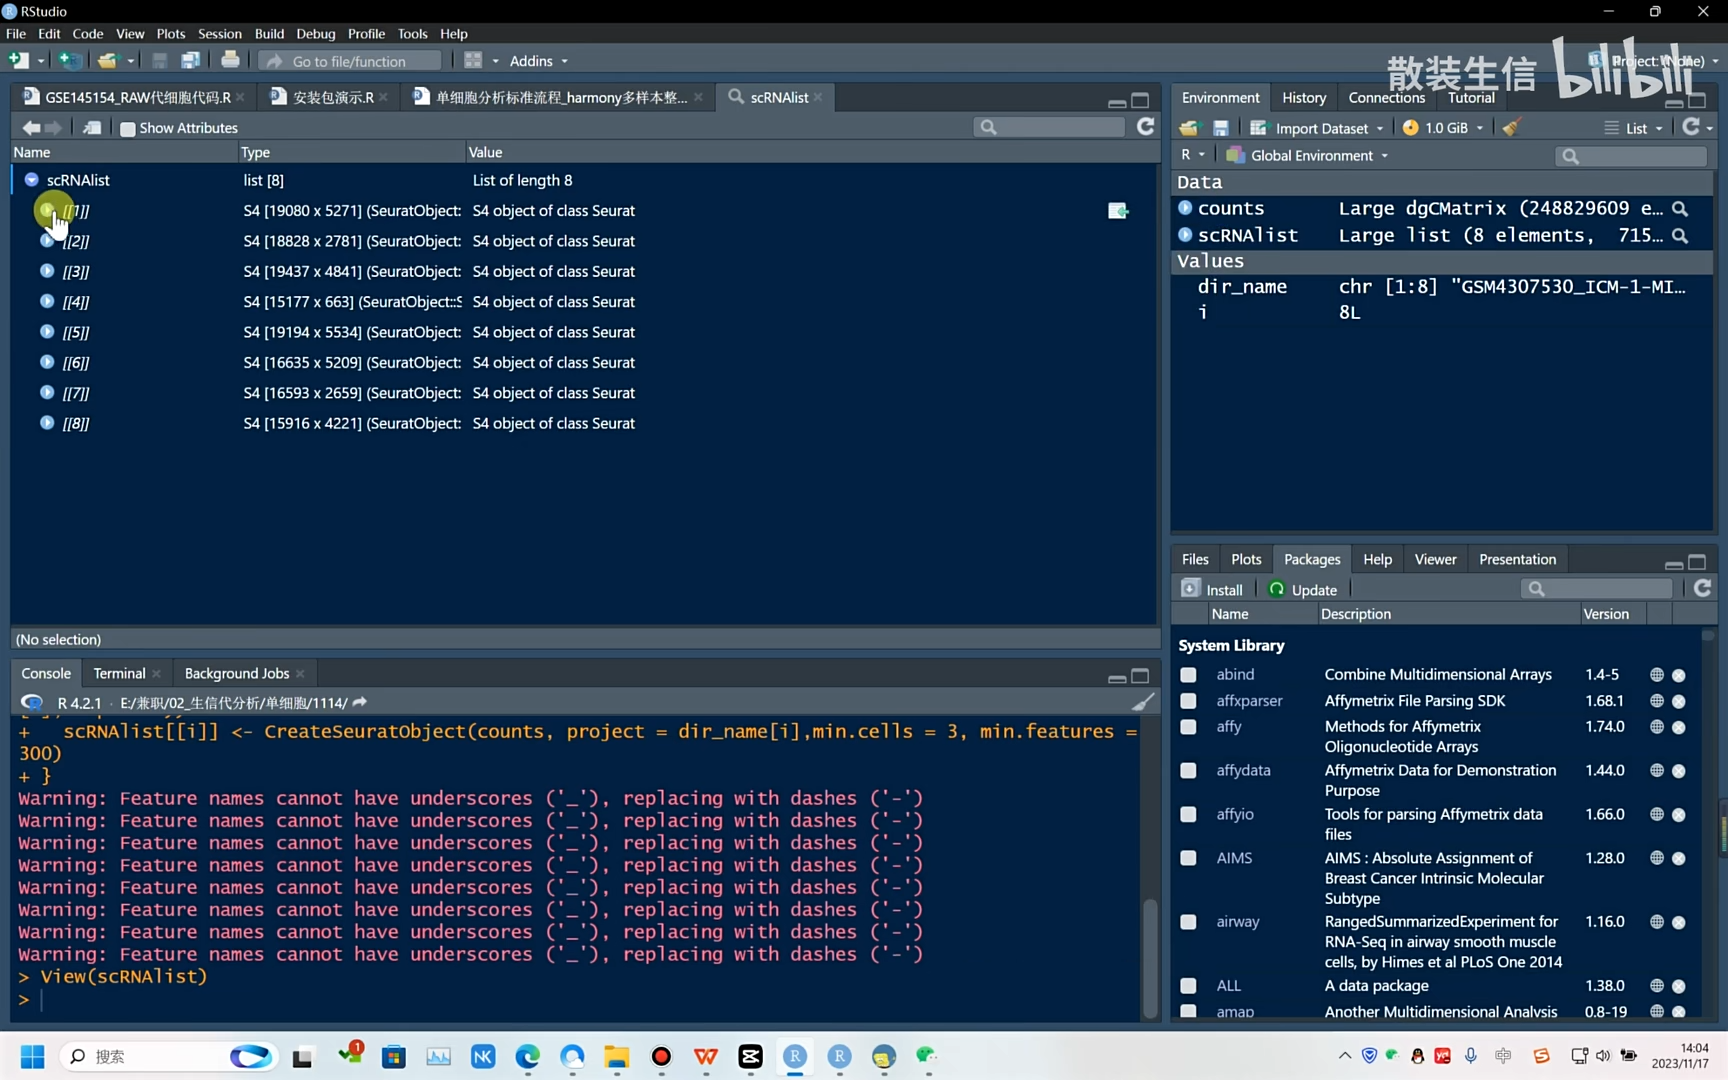 RStudio
File Edit Code View Plots Session Build Debug Profile Tools Help
Go to file/function Addins
散装生信 bilibili
Project: (None)
GSE145154_RAW代细胞代码.R 安装包演示.R 单细胞分析标准流程_harmony多样本整... scRNAlist
Show Attributes
Name Type Value
scRNAlist list [8] List of length 8
[[1]] S4 [19080 x 5271] (SeuratObject: S4 object of class Seurat
[[2]] S4 [18828 x 2781] (SeuratObject: S4 object of class Seurat
[[3]] S4 [19437 x 4841] (SeuratObject: S4 object of class Seurat
[[4]] S4 [15177 x 663] (SeuratObject::S S4 object of class Seurat
[[5]] S4 [19194 x 5534] (SeuratObject: S4 object of class Seurat
[[6]] S4 [16635 x 5209] (SeuratObject: S4 object of class Seurat
[[7]] S4 [16593 x 2659] (SeuratObject: S4 object of class Seurat
[[8]] S4 [15916 x 4221] (SeuratObject: S4 object of class Seurat
(No selection)
Console Terminal Background Jobs
R 4.2.1 · E:/兼职/02_生信代分析/单细胞/1114/
+   scRNAlist[[i]] <- CreateSeuratObject(counts, project = dir_name[i],min.cells = 3, min.features =
300)
+ }
Warning: Feature names cannot have underscores ('_'), replacing with dashes ('-')
Warning: Feature names cannot have underscores ('_'), replacing with dashes ('-')
Warning: Feature names cannot have underscores ('_'), replacing with dashes ('-')
Warning: Feature names cannot have underscores ('_'), replacing with dashes ('-')
Warning: Feature names cannot have underscores ('_'), replacing with dashes ('-')
Warning: Feature names cannot have underscores ('_'), replacing with dashes ('-')
Warning: Feature names cannot have underscores ('_'), replacing with dashes ('-')
Warning: Feature names cannot have underscores ('_'), replacing with dashes ('-')
> View(scRNAlist)
>
Environment History Connections Tutorial
Import Dataset 1.0 GiB List
R Global Environment
Data
counts Large dgCMatrix (248829609 e...
scRNAlist Large list (8 elements, 715...
Values
dir_name chr [1:8] "GSM4307530_ICM-1-MI...
i 8L
Files Plots Packages Help Viewer Presentation
Install Update
Name Description Version
System Library
abind Combine Multidimensional Arrays 1.4-5
affxparser Affymetrix File Parsing SDK 1.68.1
affy Methods for Affymetrix 1.74.0
Oligonucleotide Arrays
affydata Affymetrix Data for Demonstration 1.44.0
Purpose
affyio Tools for parsing Affymetrix data 1.66.0
files
AIMS AIMS : Absolute Assignment of 1.28.0
Breast Cancer Intrinsic Molecular
Subtype
airway RangedSummarizedExperiment for 1.16.0
RNA-Seq in airway smooth muscle
cells, by Himes et al PLoS One 2014
ALL A data package 1.38.0
amap Another Multidimensional Analysis 0.8-19
搜索
1
NK
中
14:04
2023/11/17